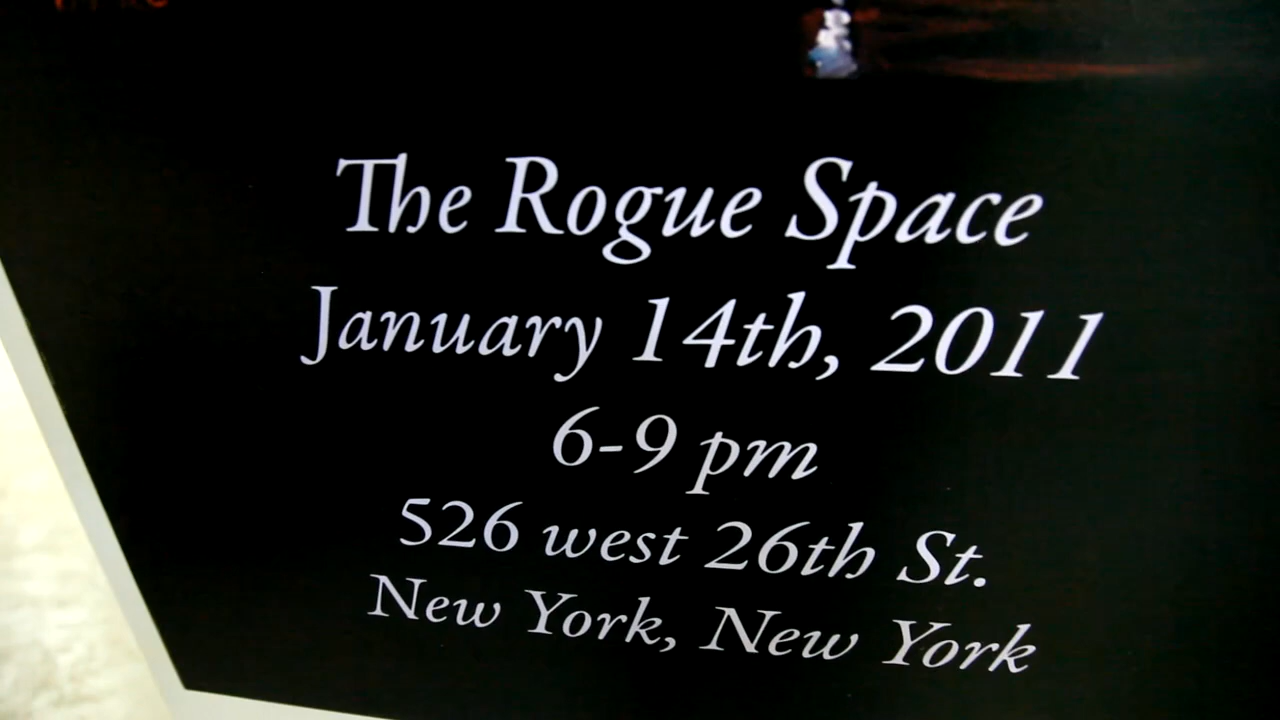 The Rogue Space
January 14th, 2011
6-9 pm
526 west 26th St.
New York, New York